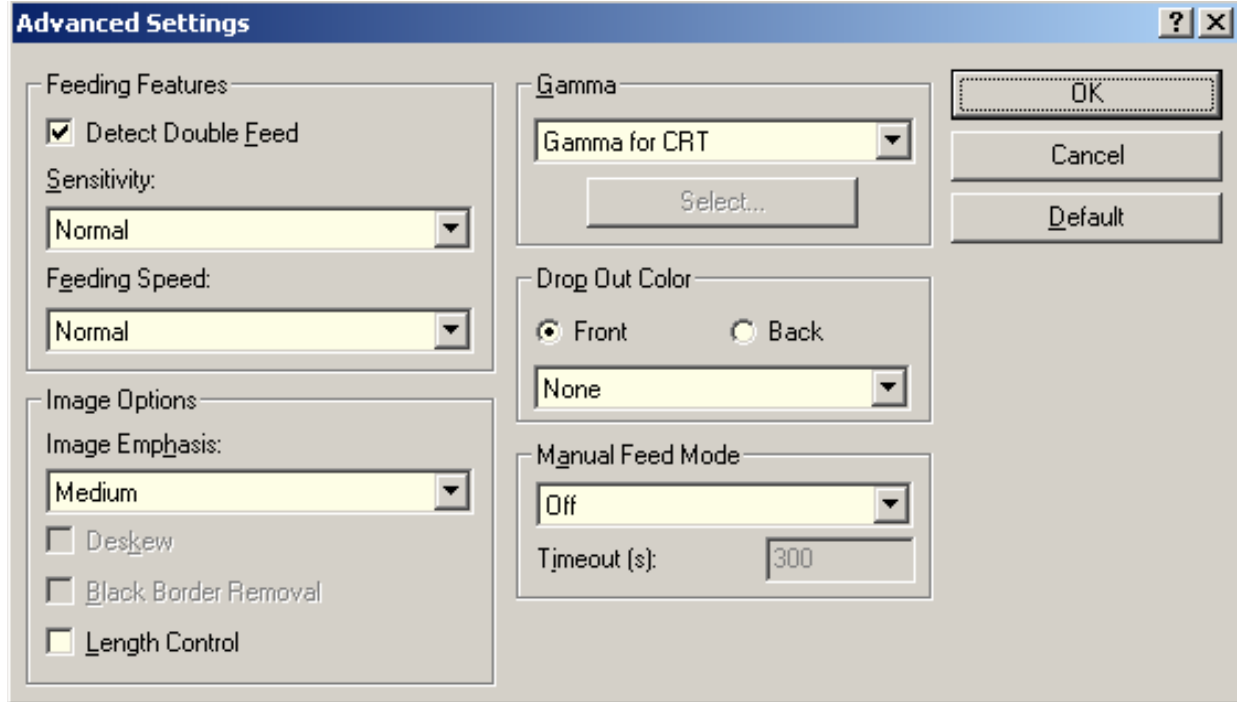 Advanced Settings
Feeding Features
Detect Double Feed
Sensitivity:
Normal
Feeding Speed:
Normal
Image Options
Image Emphasis:
Medium
Deskew
Black Border Removal
Length Control
Gamma
Gamma for CRT
Select...
Drop Out Color
Front Back
None
Manual Feed Mode
Off
Timeout (s): 300
OK
Cancel
Default